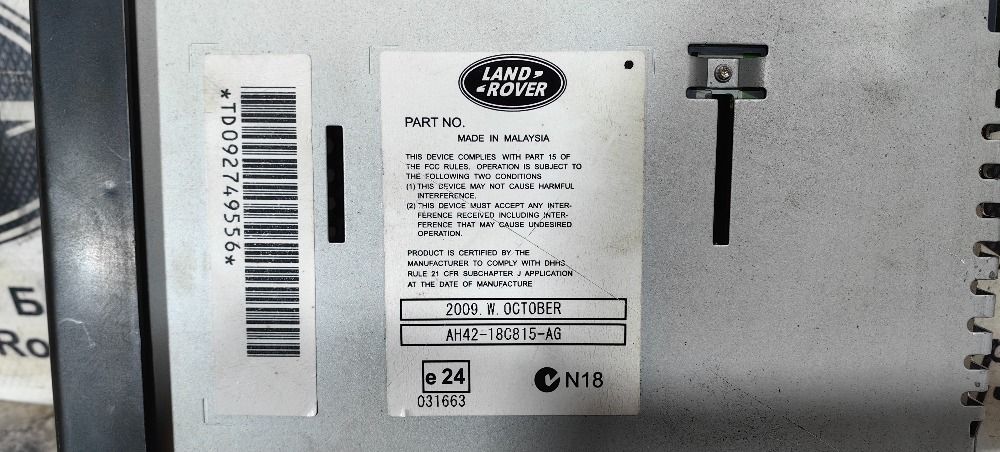 *TD092749556*
LAND
ROVER
PART NO.
MADE IN MALAYSIA
THIS DEVICE COMPLIES WITH PART 15 OF
THE FCC RULES. OPERATION IS SUBJECT TO
THE FOLLOWING TWO CONDITIONS
(1) THIS DEVICE MAY NOT CAUSE HARMFUL
INTERFERENCE.
(2) THIS DEVICE MUST ACCEPT ANY INTER-
FERENCE RECEIVED INCLUDING INTER-
FERENCE THAT MAY CAUSE UNDESIRED
OPERATION.
PRODUCT IS CERTIFIED BY THE
MANUFACTURER TO COMPLY WITH DHHS
RULE 21 CFR SUBCHAPTER J APPLICATION
AT THE DATE OF MANUFACTURE
2009. W. OCTOBER
AH42-18C815-AG
e 24
031663
N18
Б
Ro